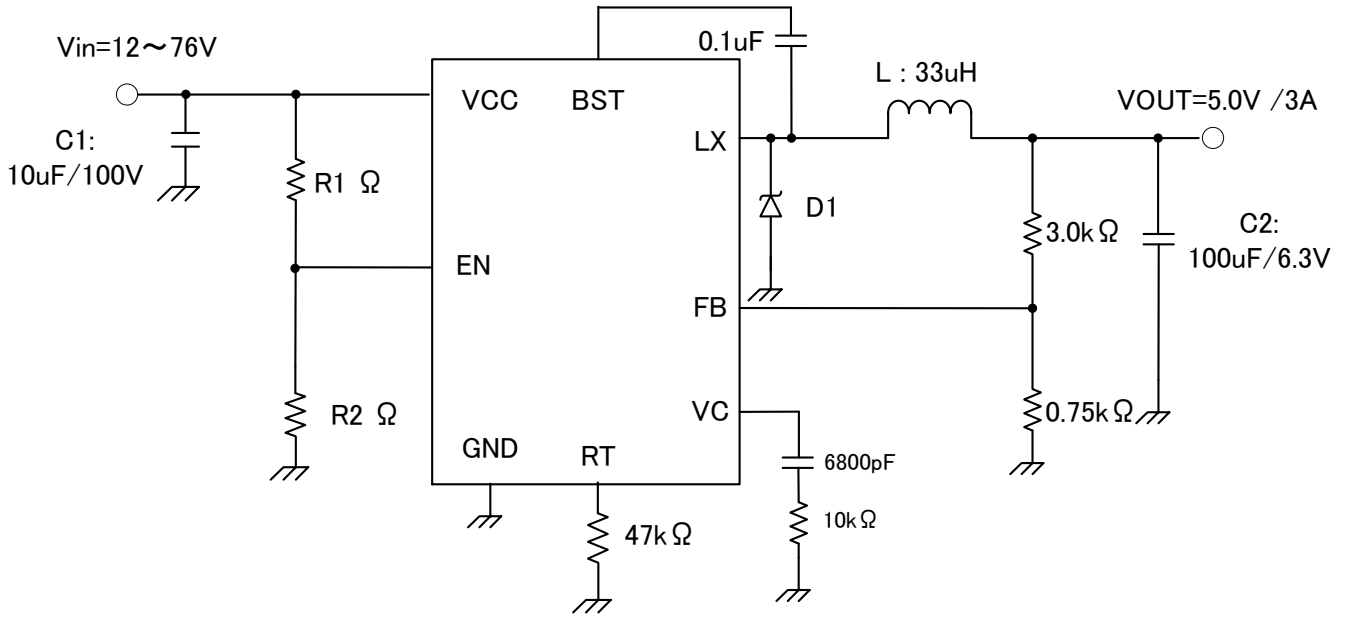 Vin=12～76V
C1:
10uF/100V
R1 Ω
R2 Ω
VCC
BST
LX
EN
FB
VC
GND
RT
0.1uF
L : 33uH
VOUT=5.0V /3A
D1
3.0kΩ
C2:
100uF/6.3V
0.75kΩ
6800pF
10kΩ
47kΩ